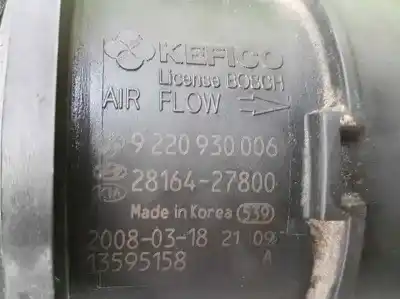 KEFICO
License BOSCH
AIR FLOW
9 220 930 006
KIA 28164-27800
Made in Korea 539
2008-03-18 21 09
13595158 A